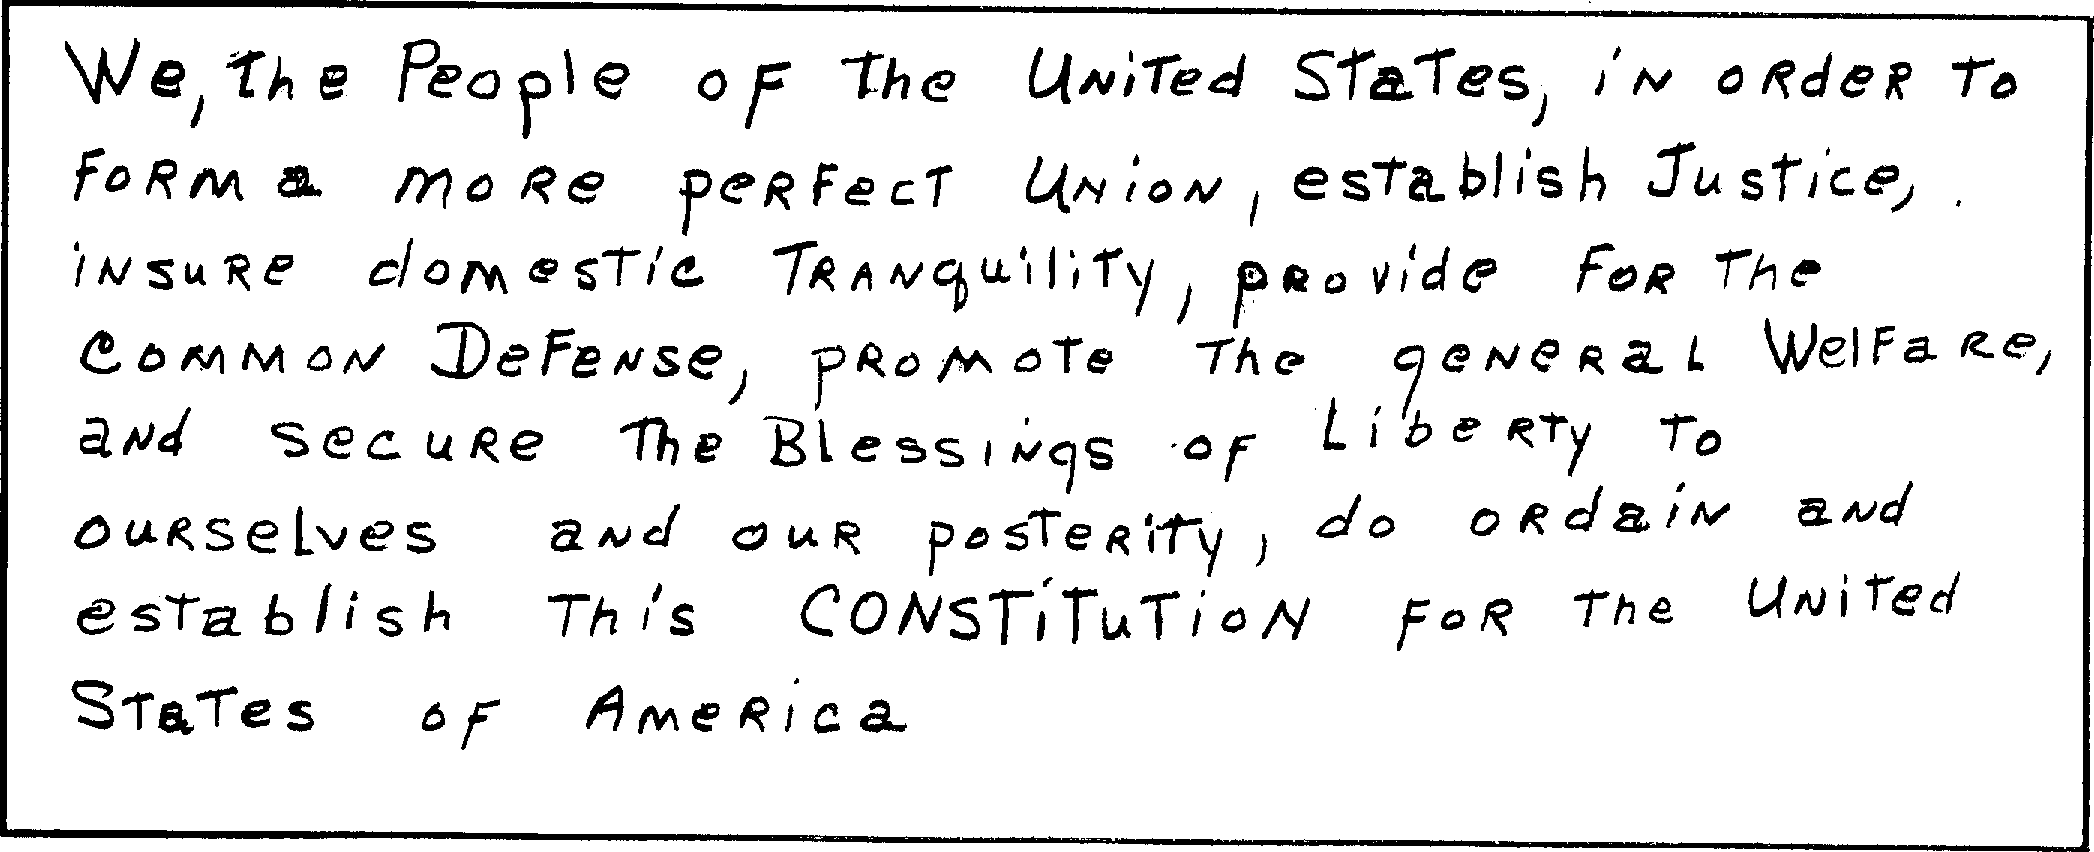 We, the People of the United States, in order to
form a more perfect Union, establish Justice,
insure domestic Tranquility, provide for the
common Defense, promote the general Welfare,
and secure the Blessings of Liberty to
ourselves and our posterity, do ordain and
establish this CONSTITUTION for the United
States of America